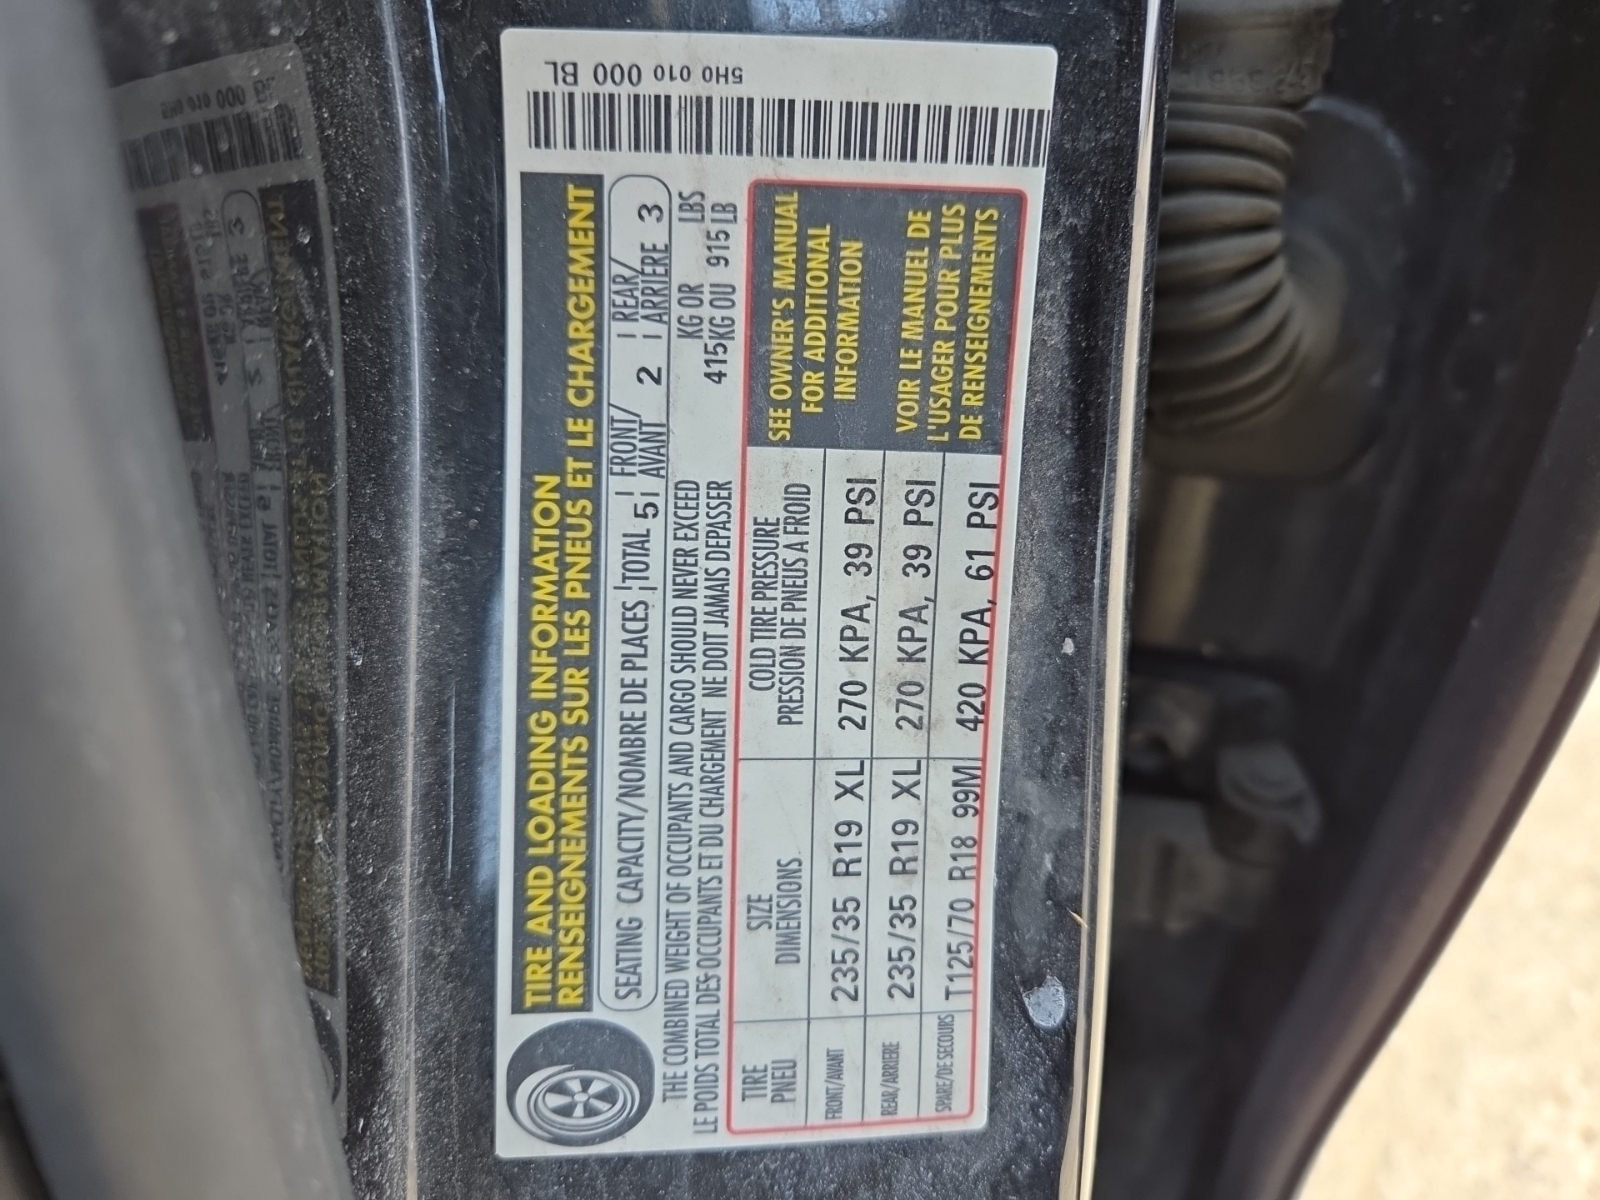 5H0 010 000 BL
TIRE AND LOADING INFORMATION
RENSEIGNEMENTS SUR LES PNEUS ET LE CHARGEMENT
SEATING CAPACITY/NOMBRE DE PLACES TOTAL 5 FRONT/AVANT 2 REAR/ARRIÈRE 3
THE COMBINED WEIGHT OF OCCUPANTS AND CARGO SHOULD NEVER EXCEED KG OR LBS
LE POIDS TOTAL DES OCCUPANTS ET DU CHARGEMENT NE DOIT JAMAIS DEPASSER 415 KG OU 915 LB
TIRE
PNEU
SIZE
DIMENSIONS
COLD TIRE PRESSURE
PRESSION DE PNEUS A FROID
FRONT/AVANT 235/35 R19 XL 270 KPA, 39 PSI
REAR/ARRIERE 235/35 R19 XL 270 KPA, 39 PSI
SPARE/DE SECOURS T125/70 R18 99M 420 KPA, 61 PSI
SEE OWNER'S MANUAL
FOR ADDITIONAL
INFORMATION
VOIR LE MANUEL DE
L'USAGER POUR PLUS
DE RENSEIGNEMENTS